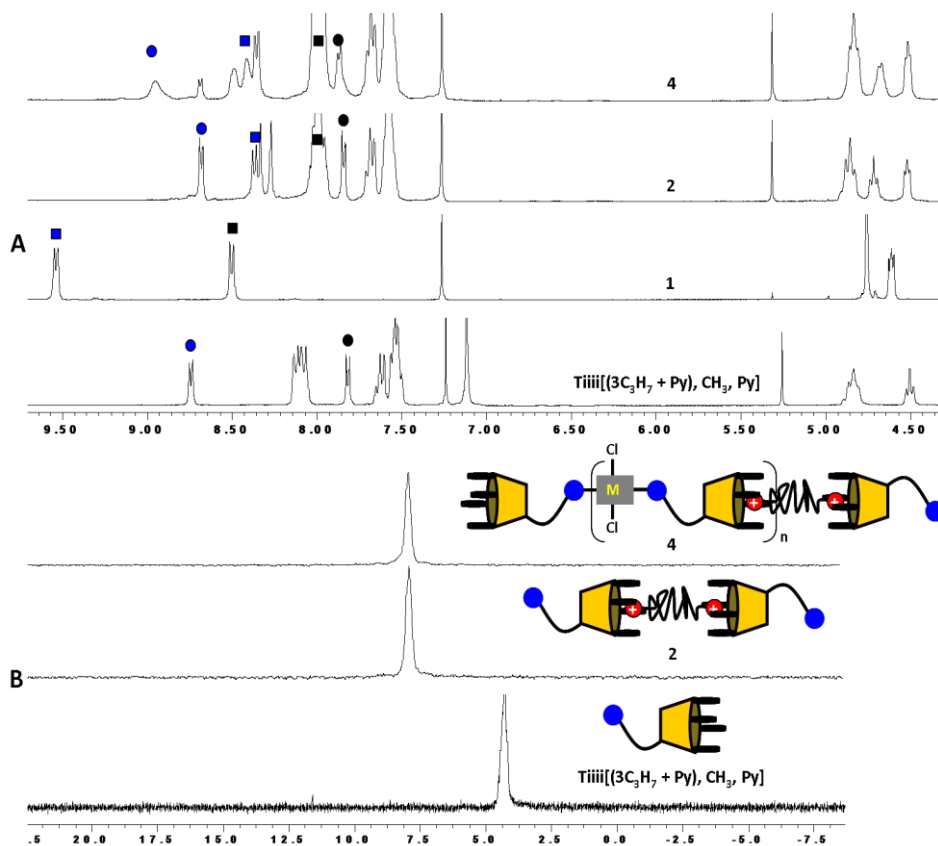 4
2
A
1
Tiiii[(3C₃H₇ + Py), CH₃, Py]
9.50 9.00 8.50 8.00 7.50 7.00 6.50 6.00 5.50 5.00 4.50
Cl
M
+ +
Cl
n
4
+ +
2
B
Tiiii[(3C₃H₇ + Py), CH₃, Py]
.5 20.0 17.5 15.0 12.5 10.0 7.5 5.0 2.5 0.0 -2.5 -5.0 -7.5